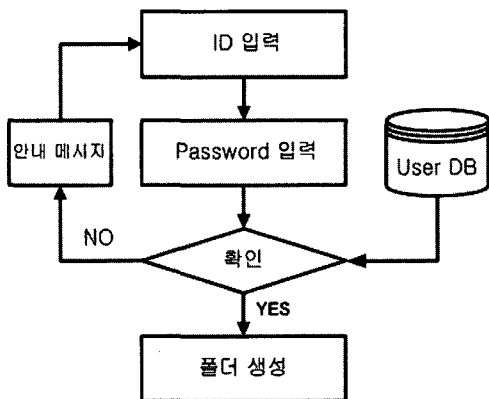 ID 입력
안내 메시지
Password 입력
User DB
NO
확인
YES
폴더 생성